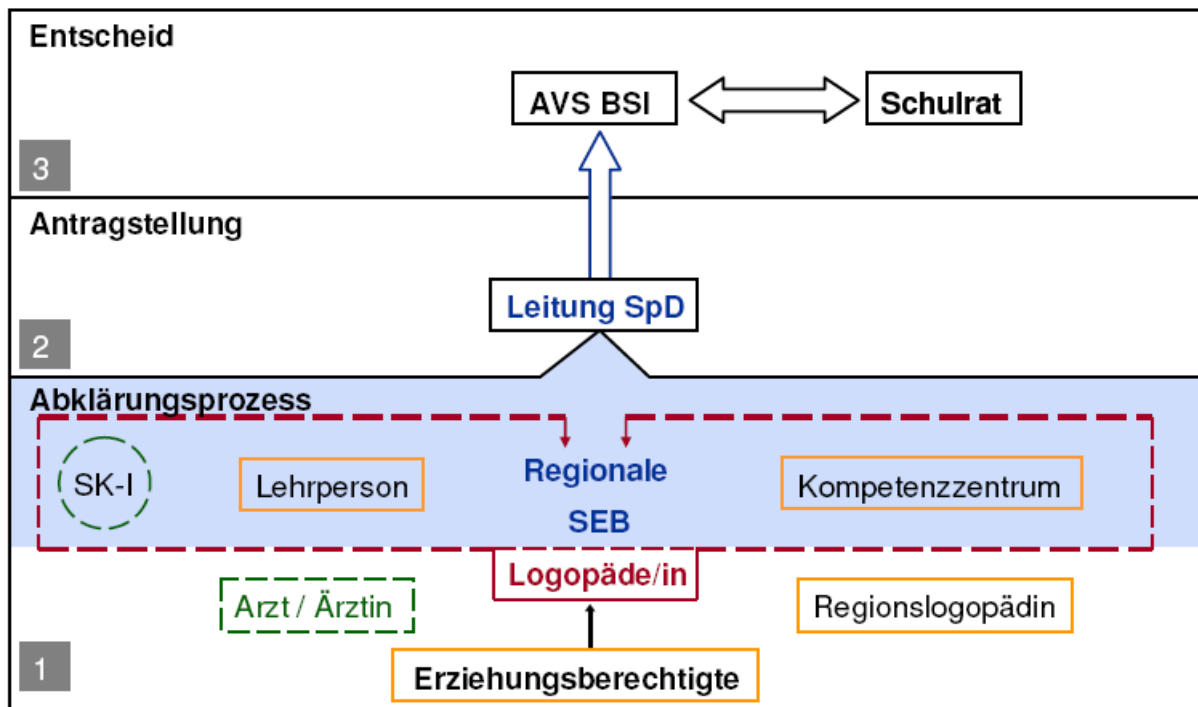 Entscheid
AVS BSI
Schulrat
3
Antragstellung
Leitung SpD
2
Abklärungsprozess
SK-I
Lehrperson
Regionale
SEB
Kompetenzzentrum
Logopäde/in
Arzt / Ärztin
Regionslogopädin
Erziehungsberechtigte
1